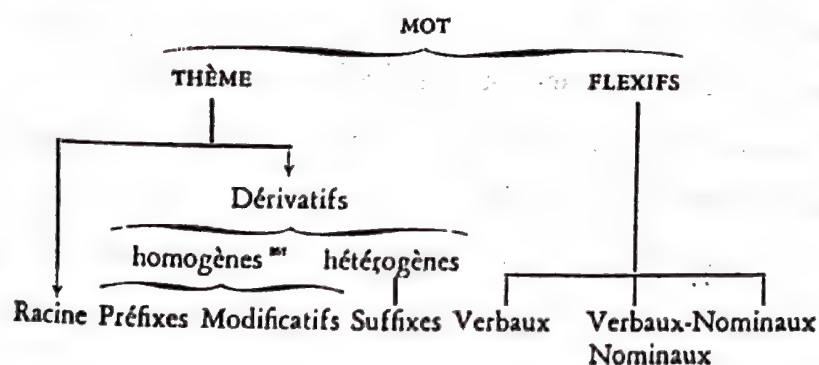 MOT
THÈME FLEXIFS
Dérivatifs
homogènes hétérogènes
Racine Préfixes Modificatifs Suffixes Verbaux Verbaux-Nominaux
Nominaux